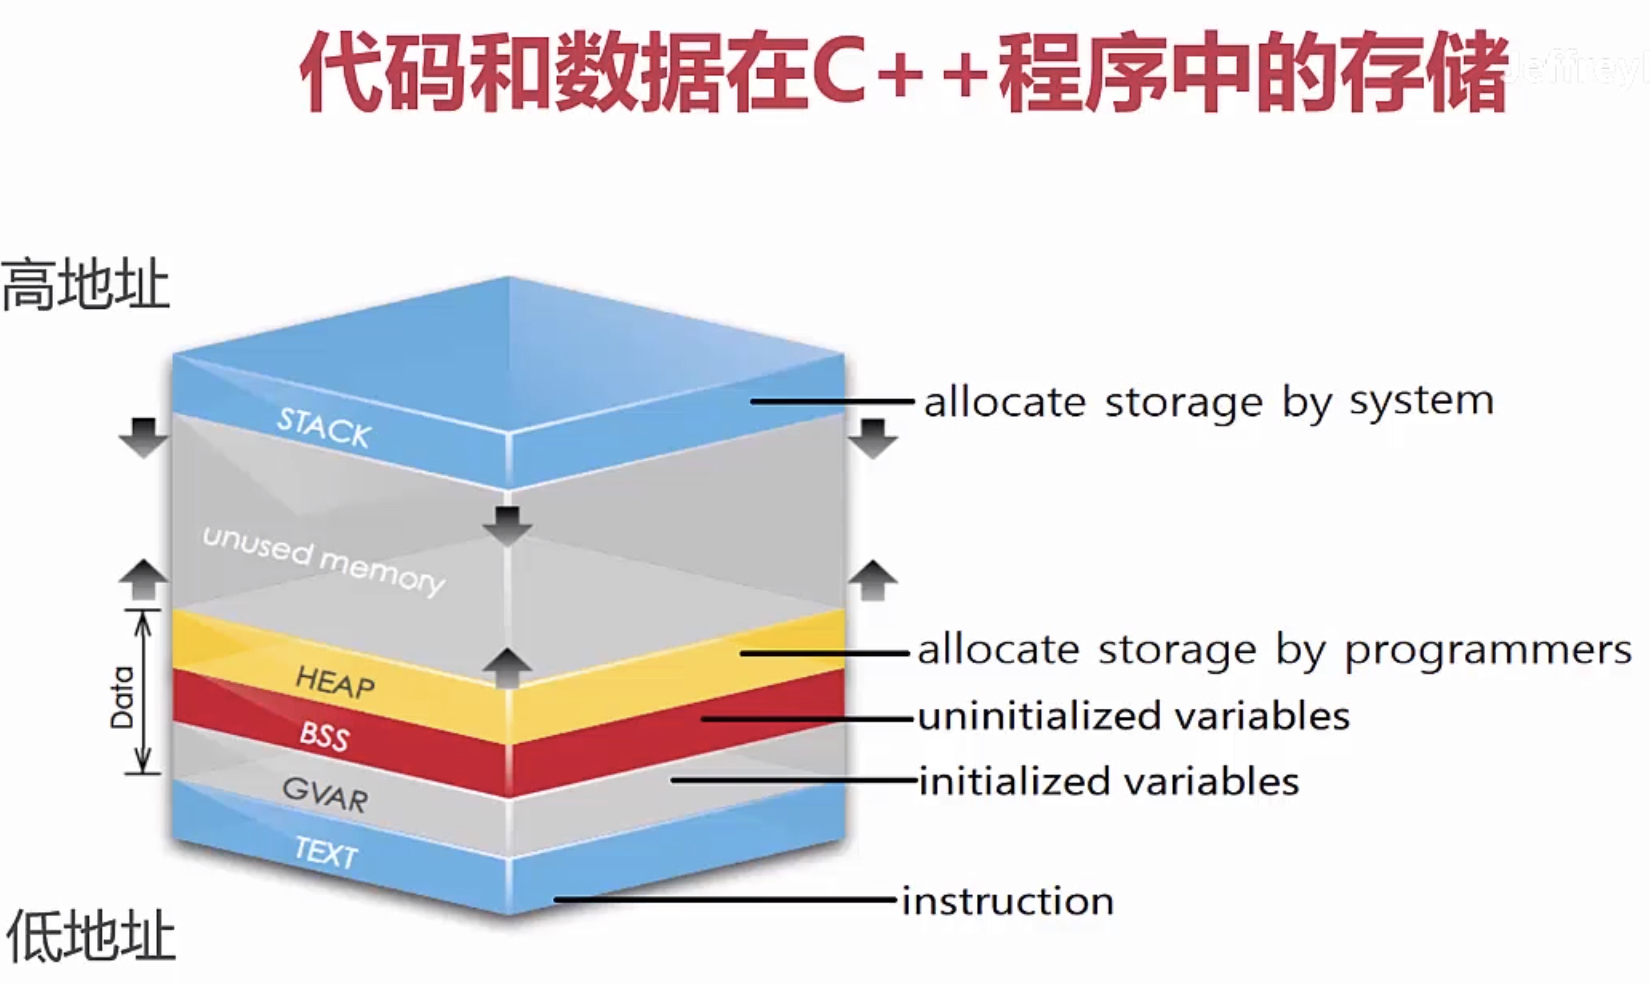 代码和数据在C++程序中的存储
Jeffreyl
高地址
STACK
allocate storage by system
unused memory
Data
HEAP
allocate storage by programmers
BSS
uninitialized variables
GVAR
initialized variables
TEXT
instruction
低地址